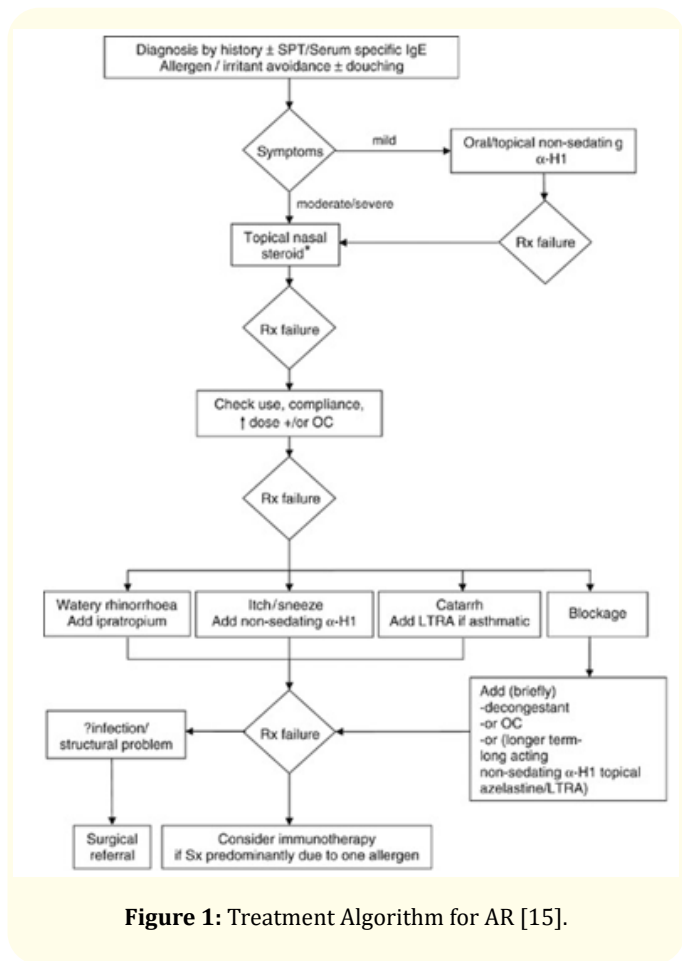 Diagnosis by history ± SPT/Serum specific IgE
Allergen / irritant avoidance ± douching
Symptoms
mild
Oral/topical non-sedatin g
α-H1
moderate/severe
Topical nasal
steroid*
Rx failure
Rx failure
Check use, compliance,
↑ dose +/or OC
Rx failure
Watery rhinorrhoea
Add ipratropium
Itch/sneeze
Add non-sedating α-H1
Catarrh
Add LTRA if asthmatic
Blockage
Add (briefly)
-decongestant
-or OC
-or (longer term-
long acting
non-sedating α-H1 topical
azelastine/LTRA)
?infection/
structural problem
Rx failure
Surgical
referral
Consider immunotherapy
if Sx predominantly due to one allergen
Figure 1: Treatment Algorithm for AR [15].